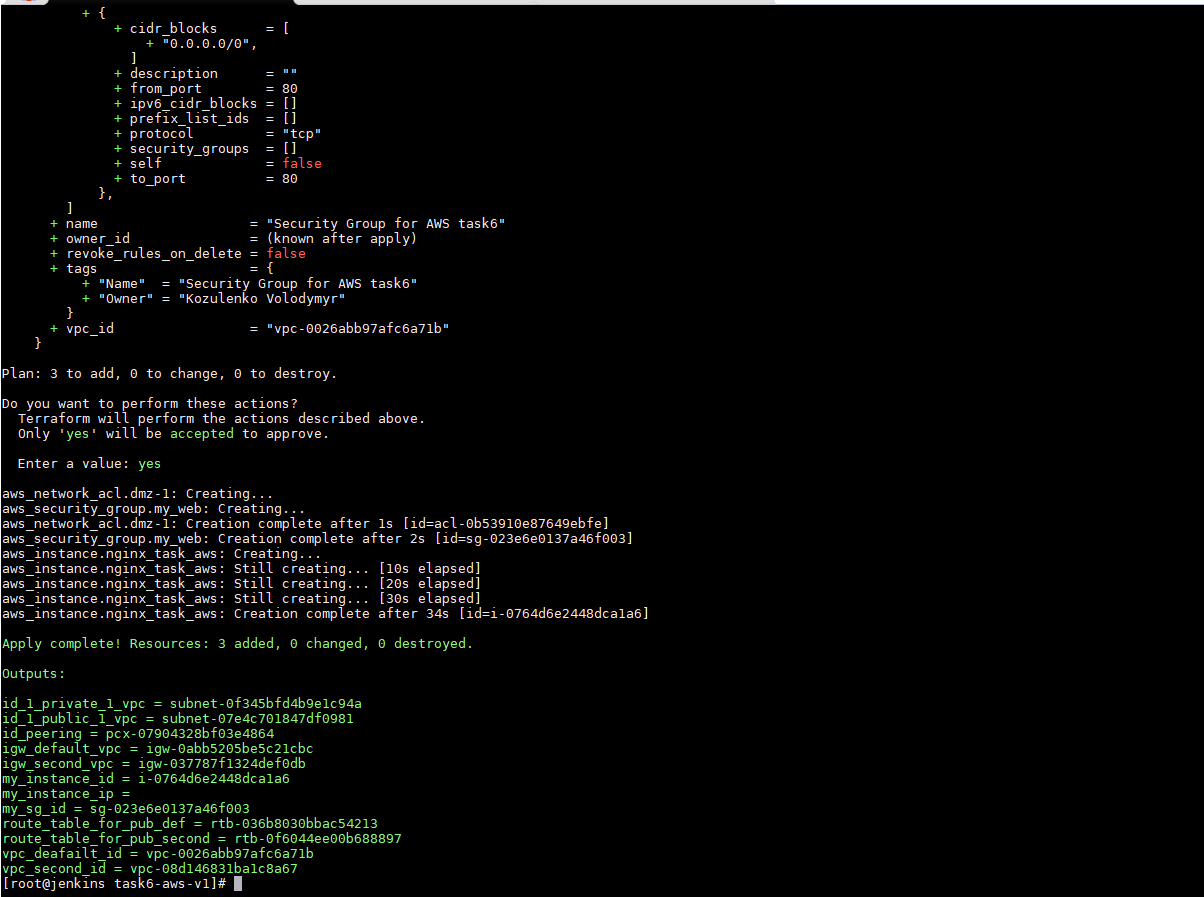 + {
+ cidr_blocks      = [
+ "0.0.0.0/0",
]
+ description      = ""
+ from_port        = 80
+ ipv6_cidr_blocks = []
+ prefix_list_ids  = []
+ protocol         = "tcp"
+ security_groups  = []
+ self             = false
+ to_port          = 80
},
]
+ name                   = "Security Group for AWS task6"
+ owner_id               = (known after apply)
+ revoke_rules_on_delete = false
+ tags                   = {
+ "Name"  = "Security Group for AWS task6"
+ "Owner" = "Kozulenko Volodymyr"
}
+ vpc_id                 = "vpc-0026abb97afc6a71b"
}
Plan: 3 to add, 0 to change, 0 to destroy.
Do you want to perform these actions?
Terraform will perform the actions described above.
Only 'yes' will be accepted to approve.
Enter a value: yes
aws_network_acl.dmz-1: Creating...
aws_security_group.my_web: Creating...
aws_network_acl.dmz-1: Creation complete after 1s [id=acl-0b53910e87649ebfe]
aws_security_group.my_web: Creation complete after 2s [id=sg-023e6e0137a46f003]
aws_instance.nginx_task_aws: Creating...
aws_instance.nginx_task_aws: Still creating... [10s elapsed]
aws_instance.nginx_task_aws: Still creating... [20s elapsed]
aws_instance.nginx_task_aws: Still creating... [30s elapsed]
aws_instance.nginx_task_aws: Creation complete after 34s [id=i-0764d6e2448dca1a6]
Apply complete! Resources: 3 added, 0 changed, 0 destroyed.
Outputs:
id_1_private_1_vpc = subnet-0f345bfd4b9e1c94a
id_1_public_1_vpc = subnet-07e4c701847df0981
id_peering = pcx-07904328bf03e4864
igw_default_vpc = igw-0abb5205be5c21cbc
igw_second_vpc = igw-037787f1324def0db
my_instance_id = i-0764d6e2448dca1a6
my_instance_ip =
my_sg_id = sg-023e6e0137a46f003
route_table_for_pub_def = rtb-036b8030bbac54213
route_table_for_pub_second = rtb-0f6044ee00b688897
vpc_deafailt_id = vpc-0026abb97afc6a71b
vpc_second_id = vpc-08d146831ba1c8a67
[root@jenkins task6-aws-v1]#